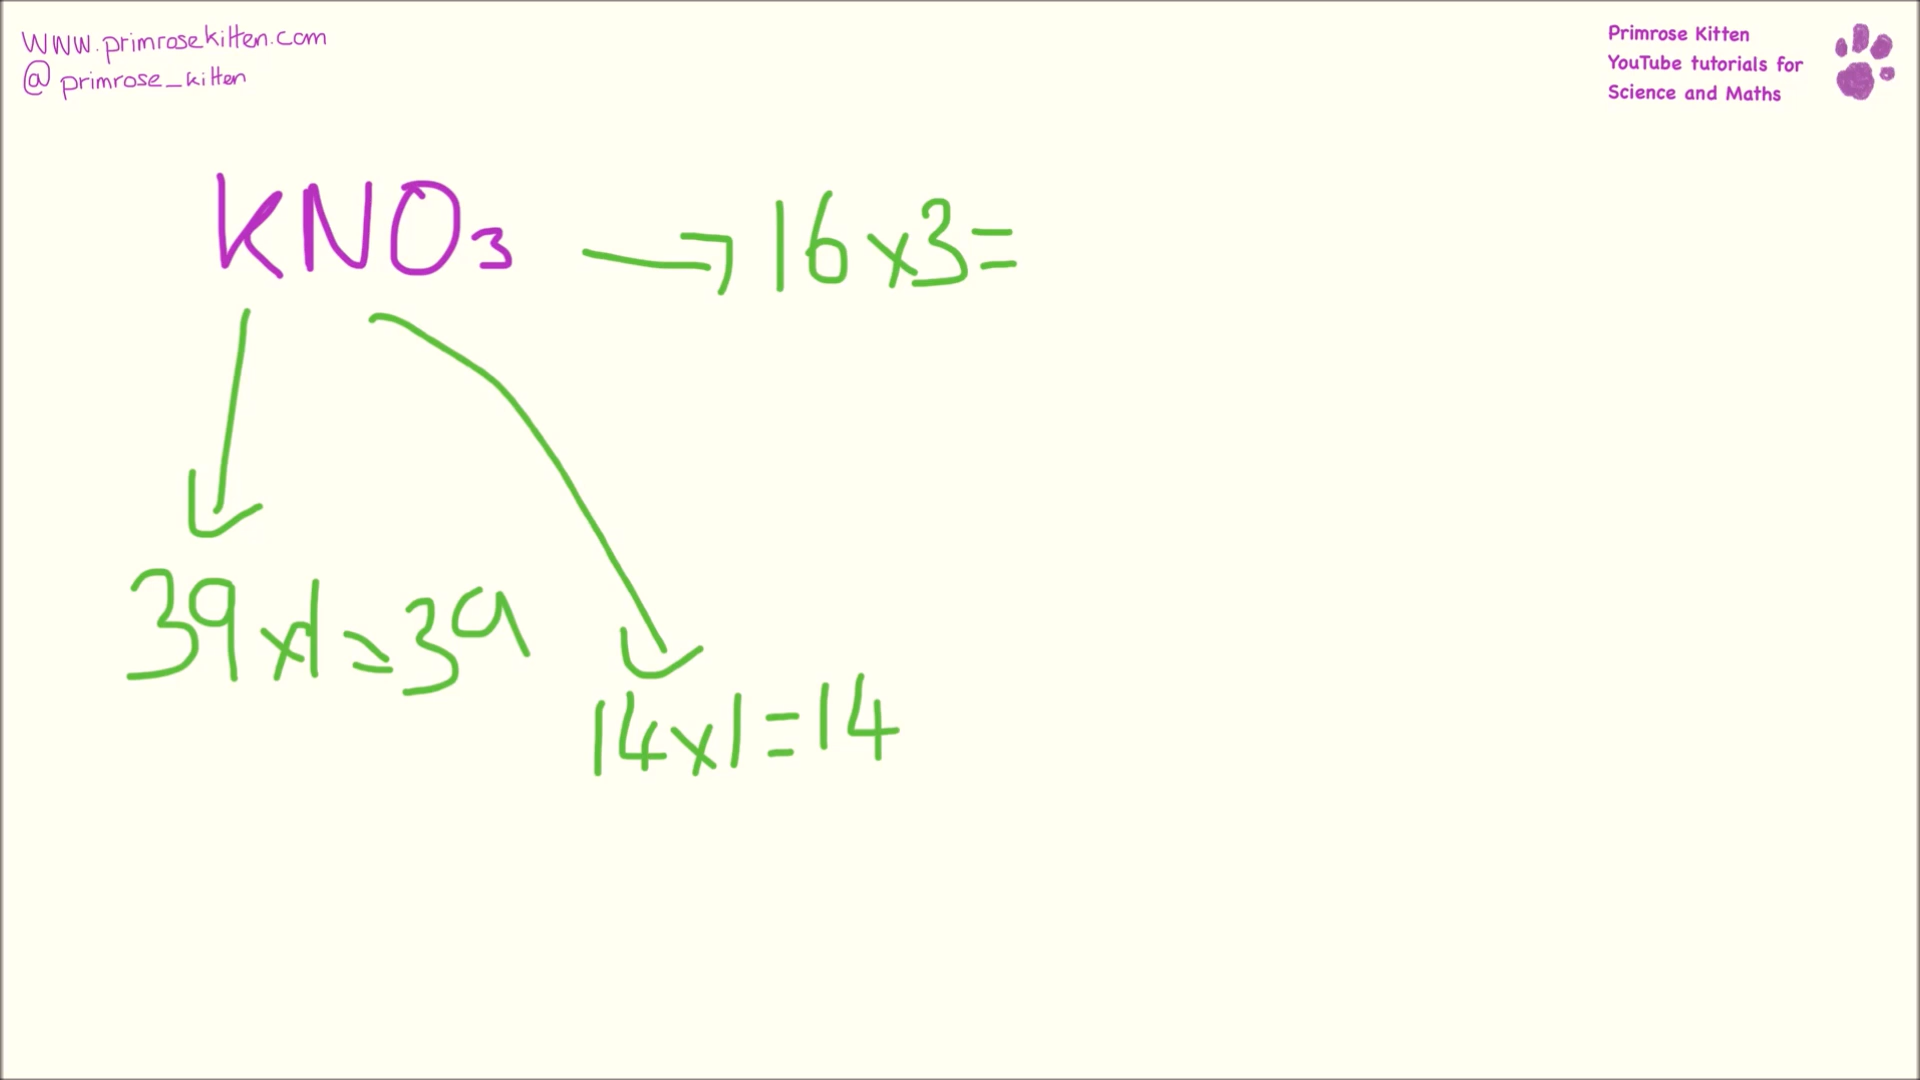 www.primrosekitten.com
@primrose_kitten
Primrose Kitten
YouTube tutorials for
Science and Maths
KNO₃ → 16x3=
39x1=39
14x1=14